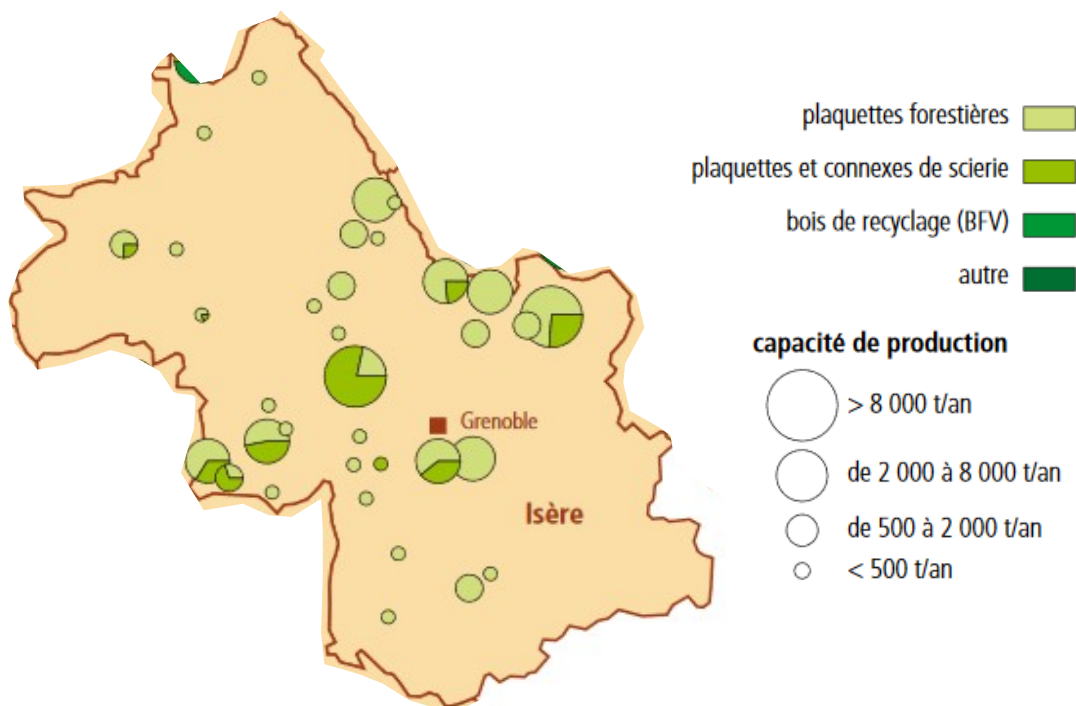 plaquettes forestières
plaquettes et connexes de scierie
bois de recyclage (BFV)
autre
capacité de production
> 8 000 t/an
de 2 000 à 8 000 t/an
de 500 à 2 000 t/an
< 500 t/an
Grenoble
Isère